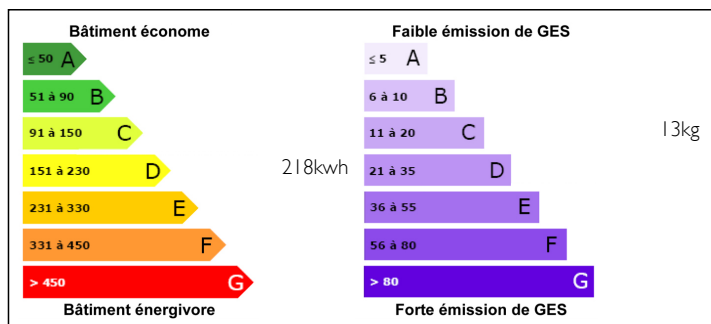 Bâtiment économe
≤ 50 A
51 à 90 B
91 à 150 C
151 à 230 D
231 à 330 E
331 à 450 F
> 450 G
Bâtiment énergivore
218kwh
Faible émission de GES
≤ 5 A
6 à 10 B
11 à 20 C
21 à 35 D
36 à 55 E
56 à 80 F
> 80 G
Forte émission de GES
13kg